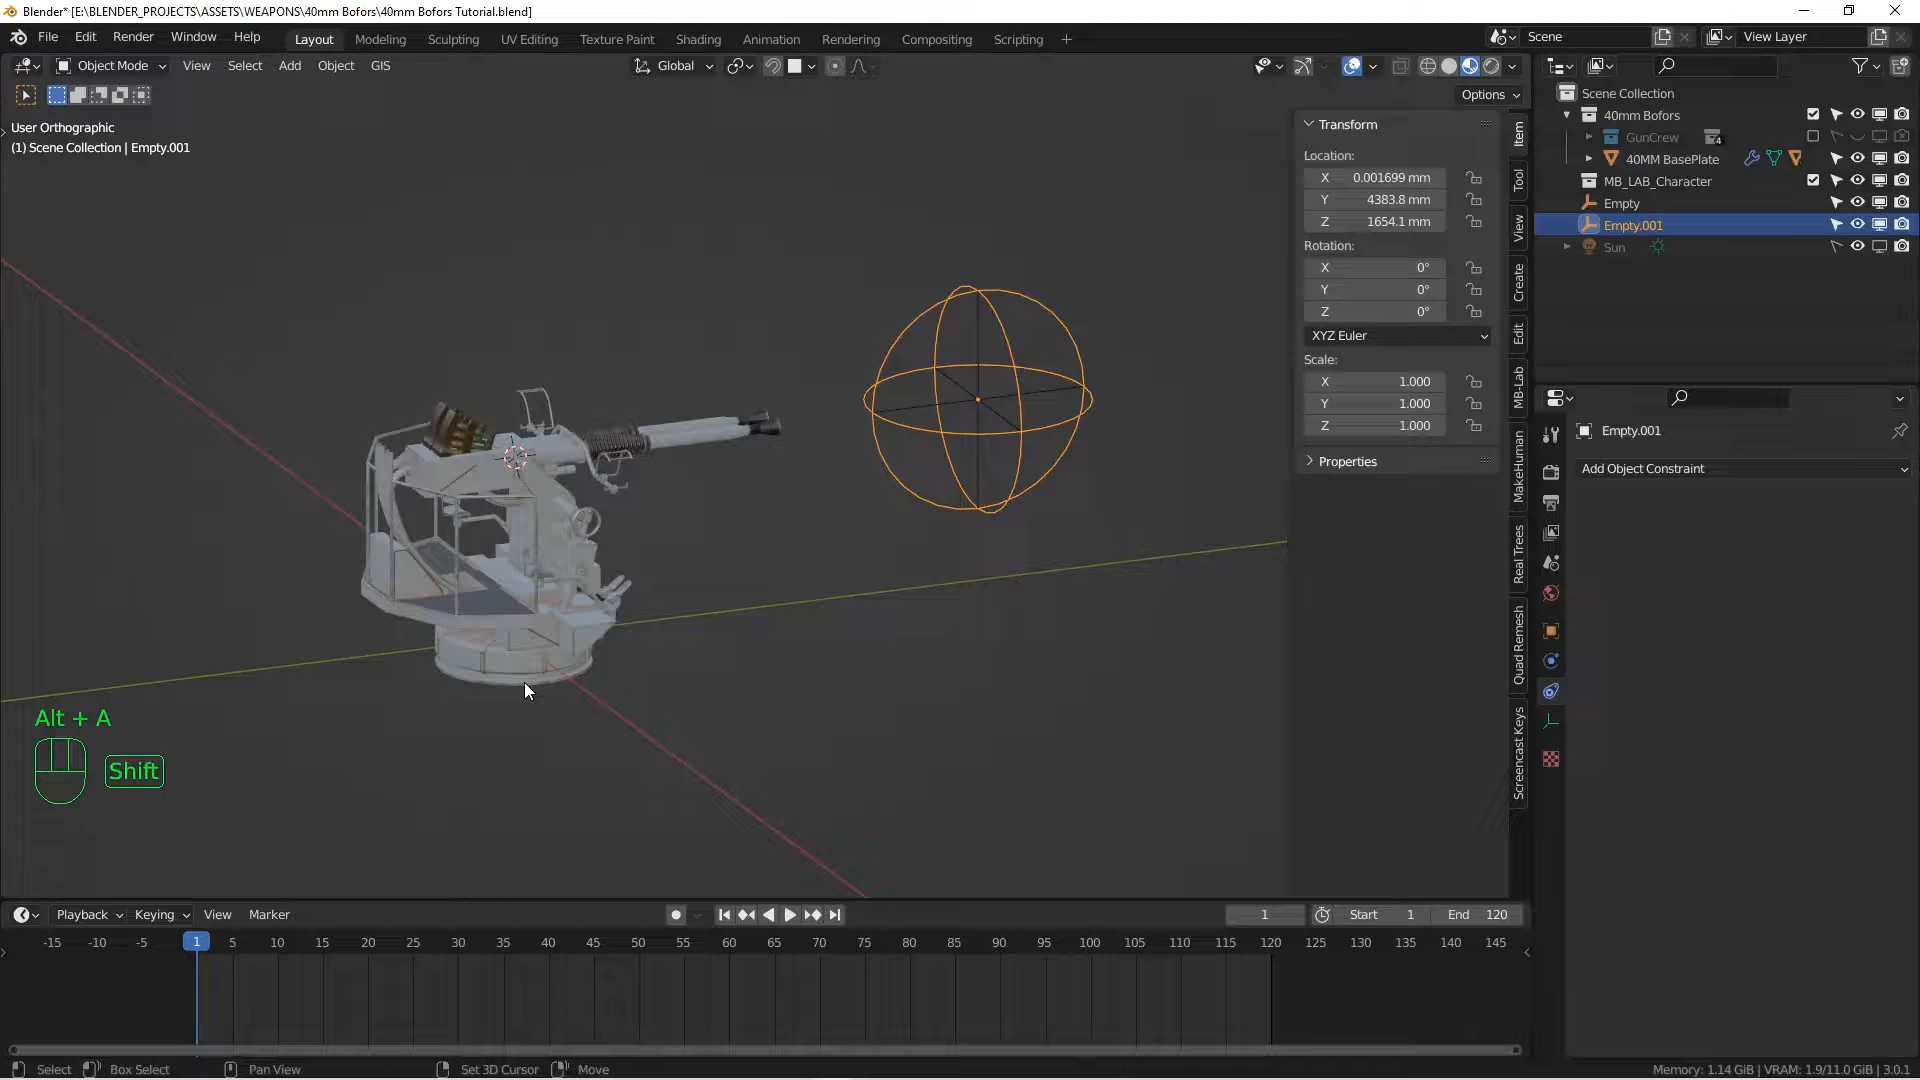 Blender* [E:\BLENDER_PROJECTS\ASSETS\WEAPONS\40mm Bofors\40mm Bofors Tutorial.blend]
File Edit Render Window Help
Layout Modeling Sculpting UV Editing Texture Paint Shading Animation Rendering Compositing Scripting +
Scene
View Layer
Object Mode View Select Add Object GIS
Global
Options
User Orthographic
(1) Scene Collection | Empty.001
Transform
Location:
X 0.001699 mm
Y 4383.8 mm
Z 1654.1 mm
Rotation:
X 0°
Y 0°
Z 0°
XYZ Euler
Scale:
X 1.000
Y 1.000
Z 1.000
Properties
Item
Tool
View
Create
Edit
MB-Lab
MakeHuman
Real Trees
Quad Remesh
Screencast Keys
Scene Collection
40mm Bofors
GunCrew 4
40MM BasePlate
MB_LAB_Character
Empty
Empty.001
Sun
Empty.001
Add Object Constraint
Alt + A
Shift
Playback Keying View Marker
1 Start 1 End 120
-15 -10 -5 1 5 10 15 20 25 30 35 40 45 50 55 60 65 70 75 80 85 90 95 100 105 110 115 120 125 130 135 140 145
Select Box Select Pan View Set 3D Cursor Move
Memory: 1.14 GiB | VRAM: 1.9/11.0 GiB | 3.0.1